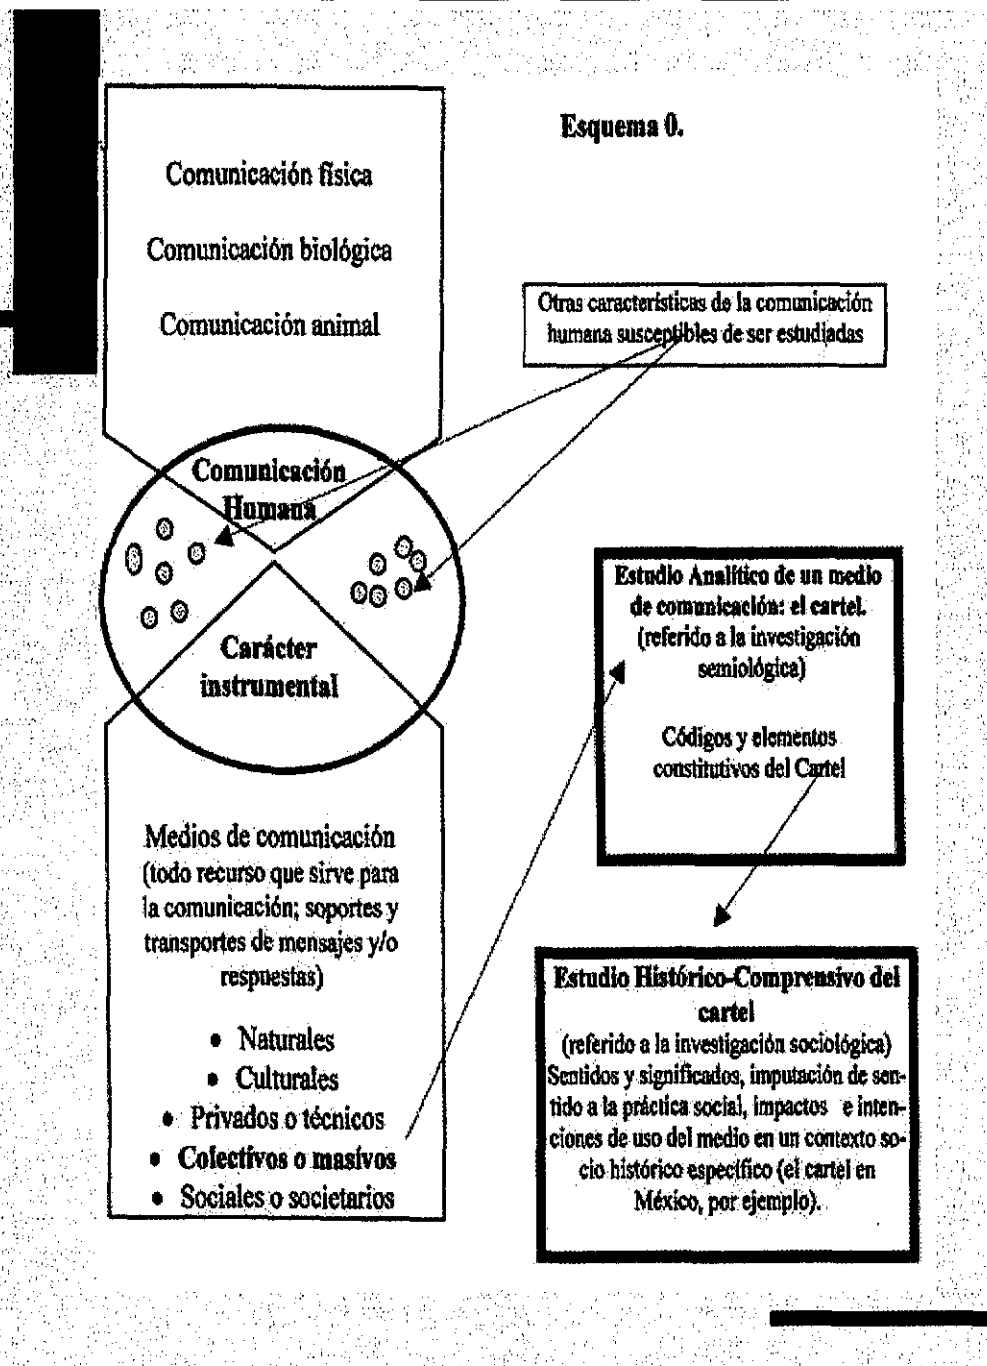 Esquema 0.
Comunicación física
Comunicación biológica
Comunicación animal
Otras características de la comunicación
humana susceptibles de ser estudiadas
Comunicación
Humana
Carácter
instrumental
Medios de comunicación
(todo recurso que sirve para
la comunicación; soportes y
transportes de mensajes y/o
respuestas)
• Naturales
• Culturales
• Privados o técnicos
• Colectivos o masivos
• Sociales o societarios
Estudio Analítico de un medio
de comunicación: el cartel.
(referido a la investigación
semiológica)
Códigos y elementos
constitutivos del Cartel
Estudio Histórico-Comprensivo del
cartel
(referido a la investigación sociológica)
Sentidos y significados, imputación de sen-
tido a la práctica social, impactos e inten-
ciones de uso del medio en un contexto so-
cio histórico específico (el cartel en
México, por ejemplo).